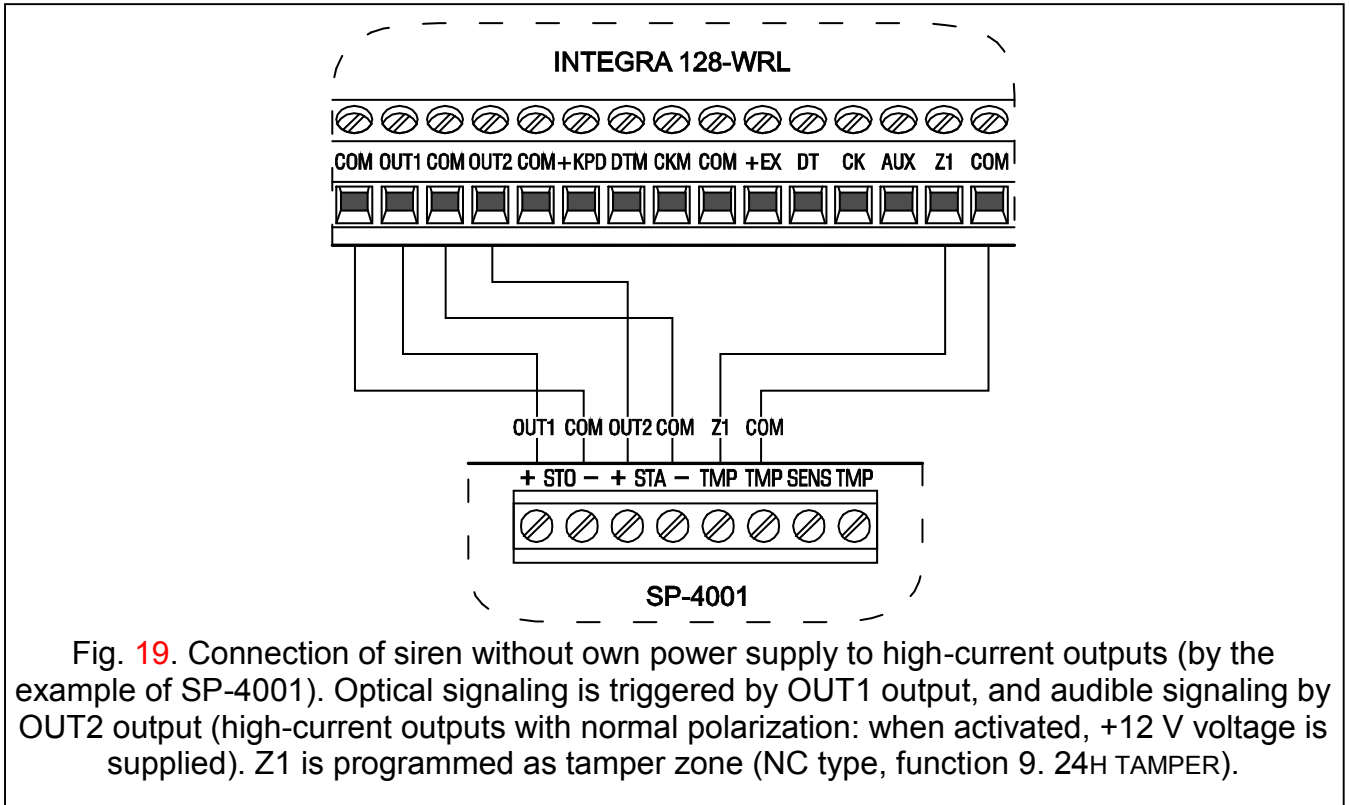 INTEGRA 128-WRL
COM OUT1 COM OUT2 COM +KPD DTM CKM COM +EX DT CK AUX Z1 COM
OUT1 COM OUT2 COM Z1 COM
+ STO − + STA − TMP TMP SENS TMP
SP-4001
Fig. 19. Connection of siren without own power supply to high-current outputs (by the
example of SP-4001). Optical signaling is triggered by OUT1 output, and audible signaling by
OUT2 output (high-current outputs with normal polarization: when activated, +12 V voltage is
supplied). Z1 is programmed as tamper zone (NC type, function 9. 24H TAMPER).